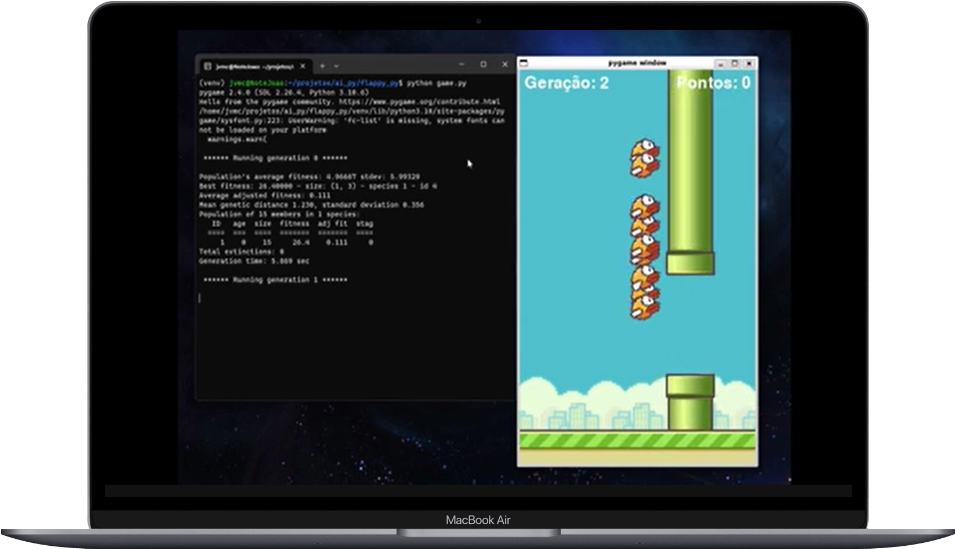 jvmc@NoteJoao: ~/projetos/
pygame window
(venv) jvmc@NoteJoao:~/projetos/ai_py/flappy_py$ python game.py
pygame 2.4.0 (SDL 2.26.4, Python 3.10.6)
Hello from the pygame community. https://www.pygame.org/contribute.html
/home/jvmc/projetos/ai_py/flappy_py/venv/lib/python3.10/site-packages/py
game/sysfont.py:223: UserWarning: 'fc-list' is missing, system fonts can
not be loaded on your platform
warnings.warn(
****** Running generation 0 ******
Population's average fitness: 4.96667 stdev: 5.99320
Best fitness: 26.40000 - size: (1, 3) - species 1 - id 4
Average adjusted fitness: 0.111
Mean genetic distance 1.230, standard deviation 0.356
Population of 15 members in 1 species:
ID age size fitness adj fit stag
==== === ==== ======= ======= ====
1 0 15 26.4 0.111 0
Total extinctions: 0
Generation time: 5.869 sec
****** Running generation 1 ******
Geração: 2
Pontos: 0
MacBook Air